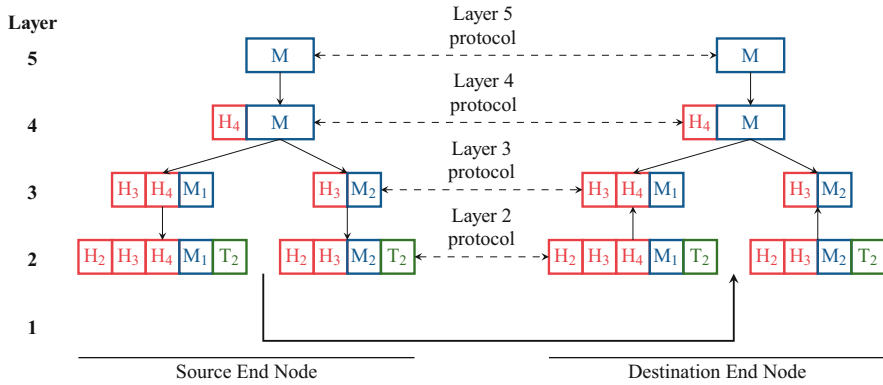 Layer
Layer 5
protocol
5 M M
Layer 4
protocol
4 H₄ M H₄ M
Layer 3
protocol
3 H₃ H₄ M₁ H₃ M₂ H₃ H₄ M₁ H₃ M₂
Layer 2
protocol
2 H₂ H₃ H₄ M₁ T₂ H₂ H₃ M₂ T₂ H₂ H₃ H₄ M₁ T₂ H₂ H₃ M₂ T₂
1
Source End Node Destination End Node